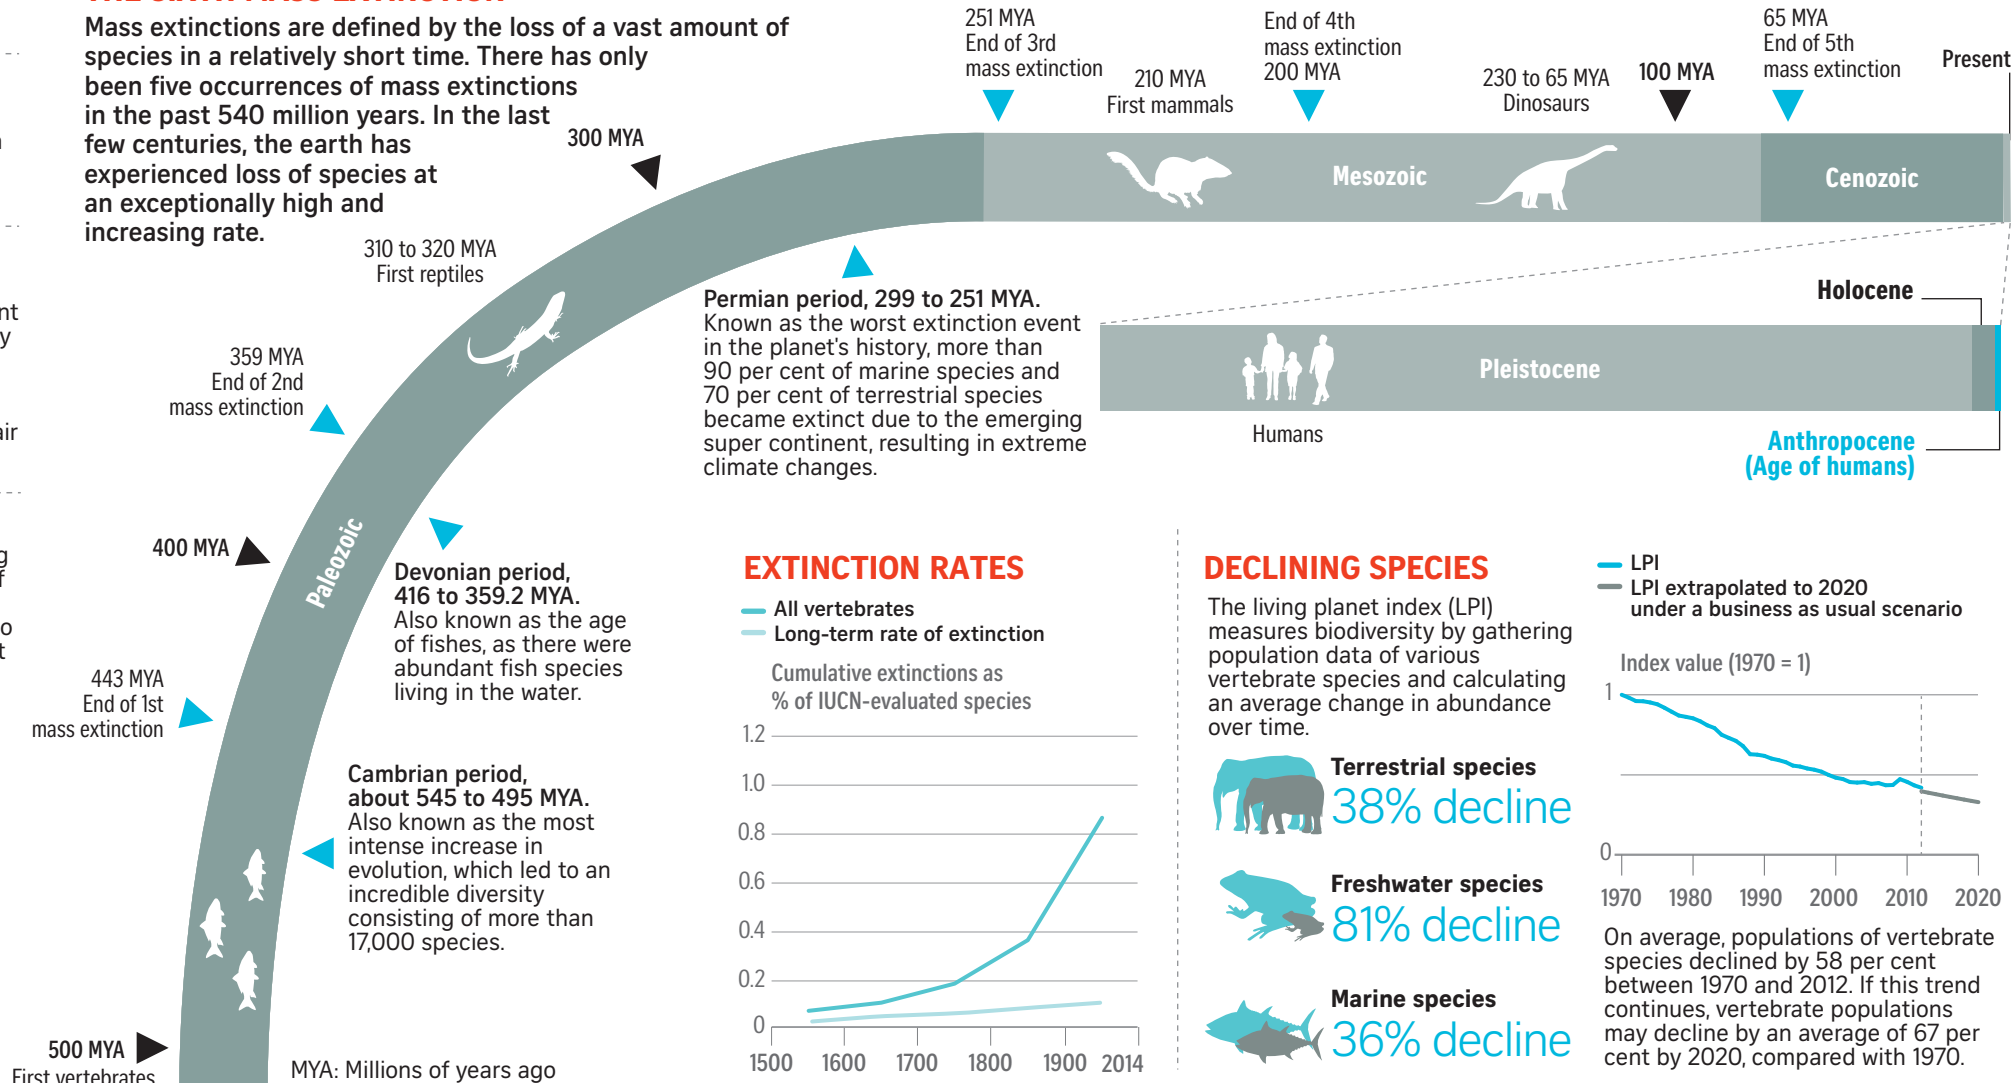 Mass extinctions are defined by the loss of a vast amount of
species in a relatively short time. There has only
been five occurrences of mass extinctions
in the past 540 million years. In the last
few centuries, the earth has
experienced loss of species at
an exceptionally high and
increasing rate.
251 MYA
End of 3rd
mass extinction
210 MYA
First mammals
End of 4th
mass extinction
200 MYA
230 to 65 MYA
Dinosaurs
100 MYA
65 MYA
End of 5th
mass extinction
Present
Mesozoic
Cenozoic
300 MYA
310 to 320 MYA
First reptiles
359 MYA
End of 2nd
mass extinction
400 MYA
Paleozoic
443 MYA
End of 1st
mass extinction
500 MYA
First vertebrates
MYA: Millions of years ago
Permian period, 299 to 251 MYA.
Known as the worst extinction event
in the planet's history, more than
90 per cent of marine species and
70 per cent of terrestrial species
became extinct due to the emerging
super continent, resulting in extreme
climate changes.
Devonian period,
416 to 359.2 MYA.
Also known as the age
of fishes, as there were
abundant fish species
living in the water.
Cambrian period,
about 545 to 495 MYA.
Also known as the most
intense increase in
evolution, which led to an
incredible diversity
consisting of more than
17,000 species.
Holocene
Pleistocene
Humans
Anthropocene
(Age of humans)
EXTINCTION RATES
All vertebrates
Long-term rate of extinction
Cumulative extinctions as
% of IUCN-evaluated species
1.2
1.0
0.8
0.6
0.4
0.2
0
1500 1600 1700 1800 1900 2014
DECLINING SPECIES
The living planet index (LPI)
measures biodiversity by gathering
population data of various
vertebrate species and calculating
an average change in abundance
over time.
Terrestrial species
38% decline
Freshwater species
81% decline
Marine species
36% decline
LPI
LPI extrapolated to 2020
under a business as usual scenario
Index value (1970 = 1)
1
0
1970 1980 1990 2000 2010 2020
On average, populations of vertebrate
species declined by 58 per cent
between 1970 and 2012. If this trend
continues, vertebrate populations
may decline by an average of 67 per
cent by 2020, compared with 1970.